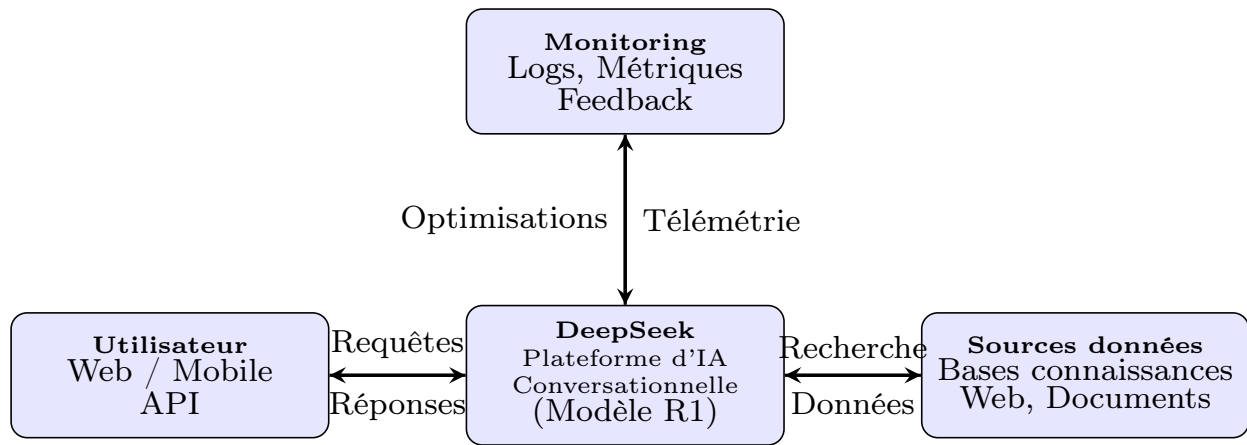 Monitoring
Logs, Métriques
Feedback
Optimisations
Télémétrie
Utilisateur
Web / Mobile
API
Requêtes
Réponses
DeepSeek
Plateforme d'IA
Conversationnelle
(Modèle R1)
Recherche
Données
Sources données
Bases connaissances
Web, Documents